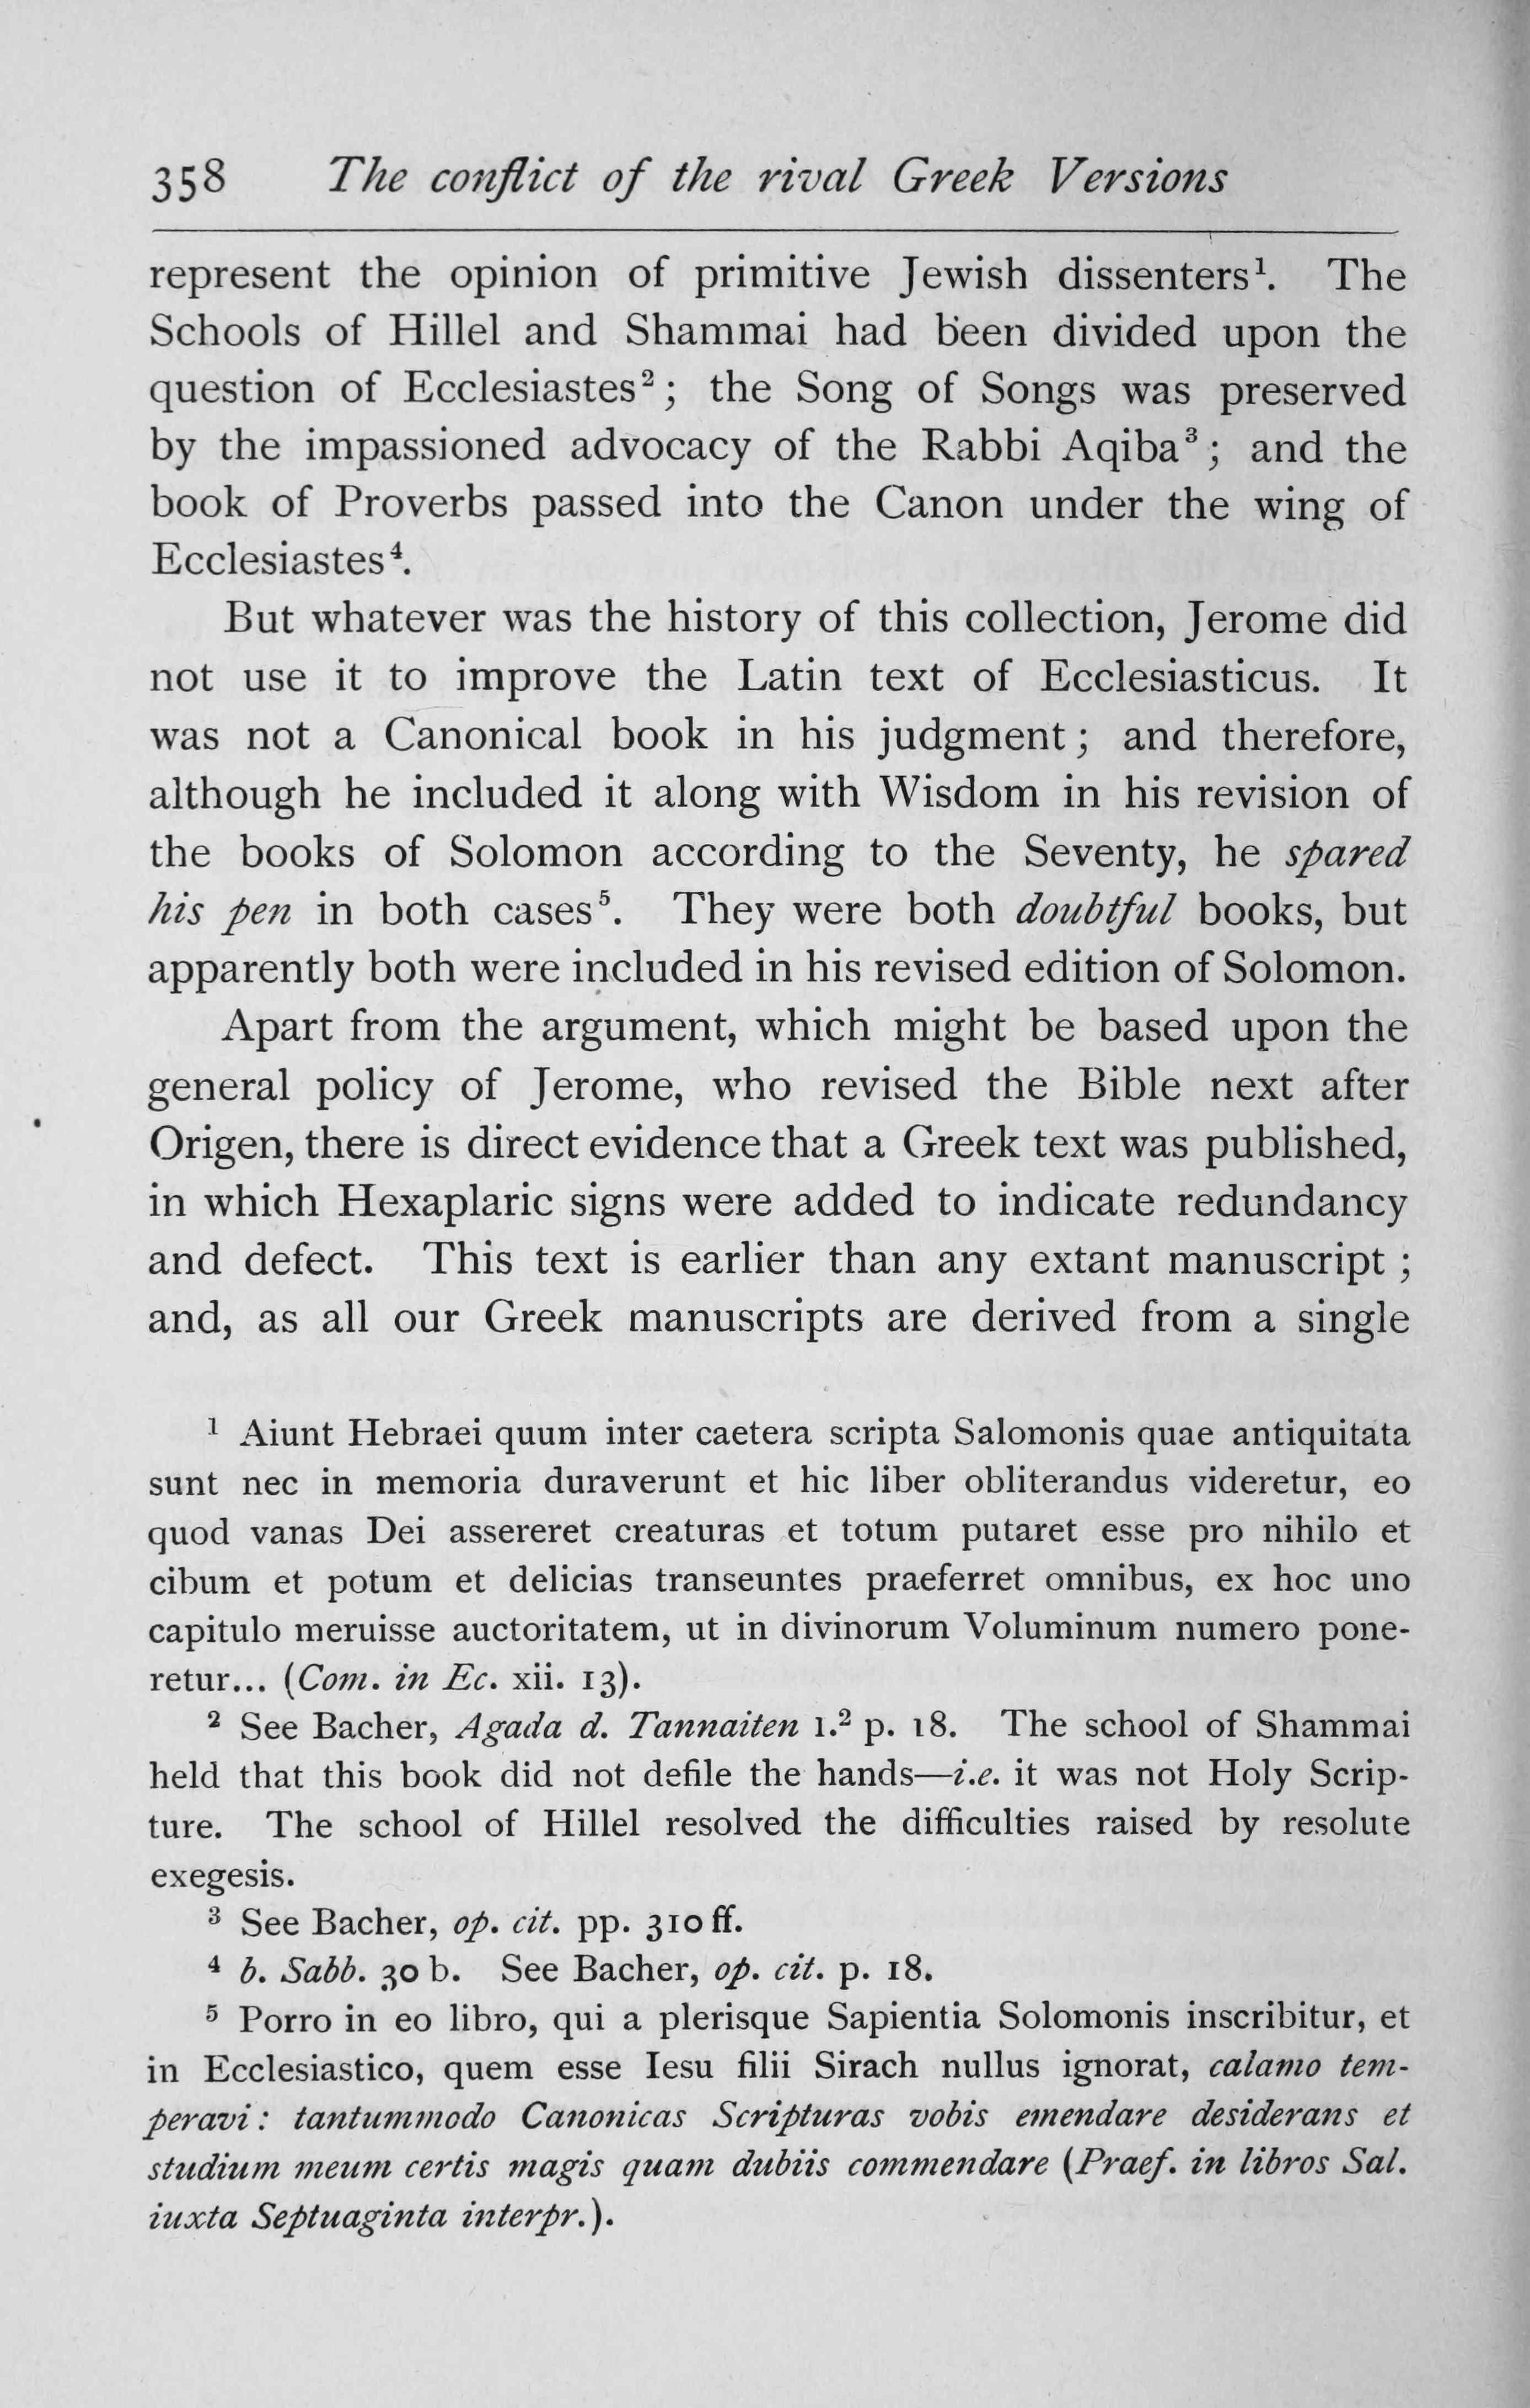 358 The conflict of the rival Greek Versions
represent the opinion of primitive Jewish dissenters¹. The
Schools of Hillel and Shammai had been divided upon the
question of Ecclesiastes²; the Song of Songs was preserved
by the impassioned advocacy of the Rabbi Aqiba³; and the
book of Proverbs passed into the Canon under the wing of
Ecclesiastes⁴.
But whatever was the history of this collection, Jerome did
not use it to improve the Latin text of Ecclesiasticus. It
was not a Canonical book in his judgment; and therefore,
although he included it along with Wisdom in his revision of
the books of Solomon according to the Seventy, he spared
his pen in both cases⁵. They were both doubtful books, but
apparently both were included in his revised edition of Solomon.
Apart from the argument, which might be based upon the
general policy of Jerome, who revised the Bible next after
Origen, there is direct evidence that a Greek text was published,
in which Hexaplaric signs were added to indicate redundancy
and defect. This text is earlier than any extant manuscript;
and, as all our Greek manuscripts are derived from a single
¹ Aiunt Hebraei quum inter caetera scripta Salomonis quae antiquitata
sunt nec in memoria duraverunt et hic liber obliterandus videretur, eo
quod vanas Dei assereret creaturas et totum putaret esse pro nihilo et
cibum et potum et delicias transeuntes praeferret omnibus, ex hoc uno
capitulo meruisse auctoritatem, ut in divinorum Voluminum numero pone-
retur... (Com. in Ec. xii. 13).
² See Bacher, Agada d. Tannaiten 1.² p. 18. The school of Shammai
held that this book did not defile the hands—i.e. it was not Holy Scrip-
ture. The school of Hillel resolved the difficulties raised by resolute
exegesis.
³ See Bacher, op. cit. pp. 310 ff.
⁴ b. Sabb. 30 b. See Bacher, op. cit. p. 18.
⁵ Porro in eo libro, qui a plerisque Sapientia Solomonis inscribitur, et
in Ecclesiastico, quem esse Iesu filii Sirach nullus ignorat, calamo tem-
peravi: tantummodo Canonicas Scripturas vobis emendare desiderans et
studium meum certis magis quam dubiis commendare (Praef. in libros Sal.
iuxta Septuaginta interpr.).